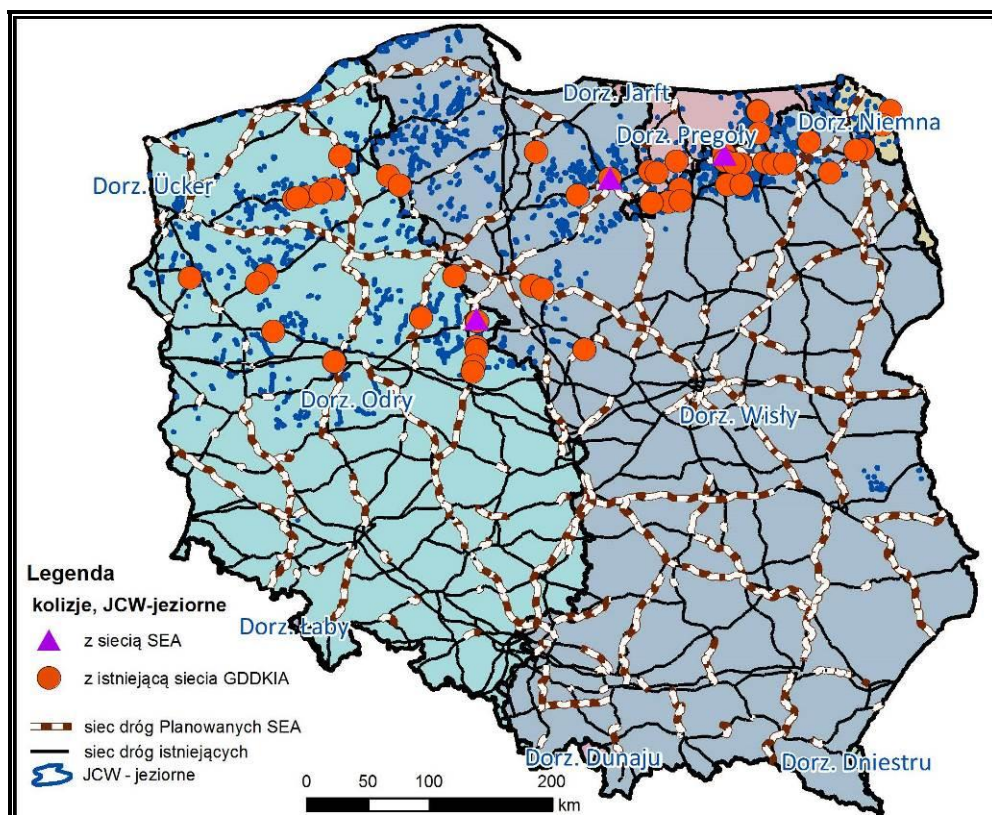 Dorz. Jarft
Dorz. Pregoły
Dorz. Niemna
Dorz. Ücker
Dorz. Odry
Dorz. Wisły
Legenda
kolizje, JCW-jeziorne
z siecią SEA
z istniejącą siecia GDDKIA
siec dróg Planowanych SEA
siec dróg istniejących
JCW - jeziorne
Dorz. Łaby
Dorz. Dunaju
Dorz. Dniestru
0 50 100 200
km